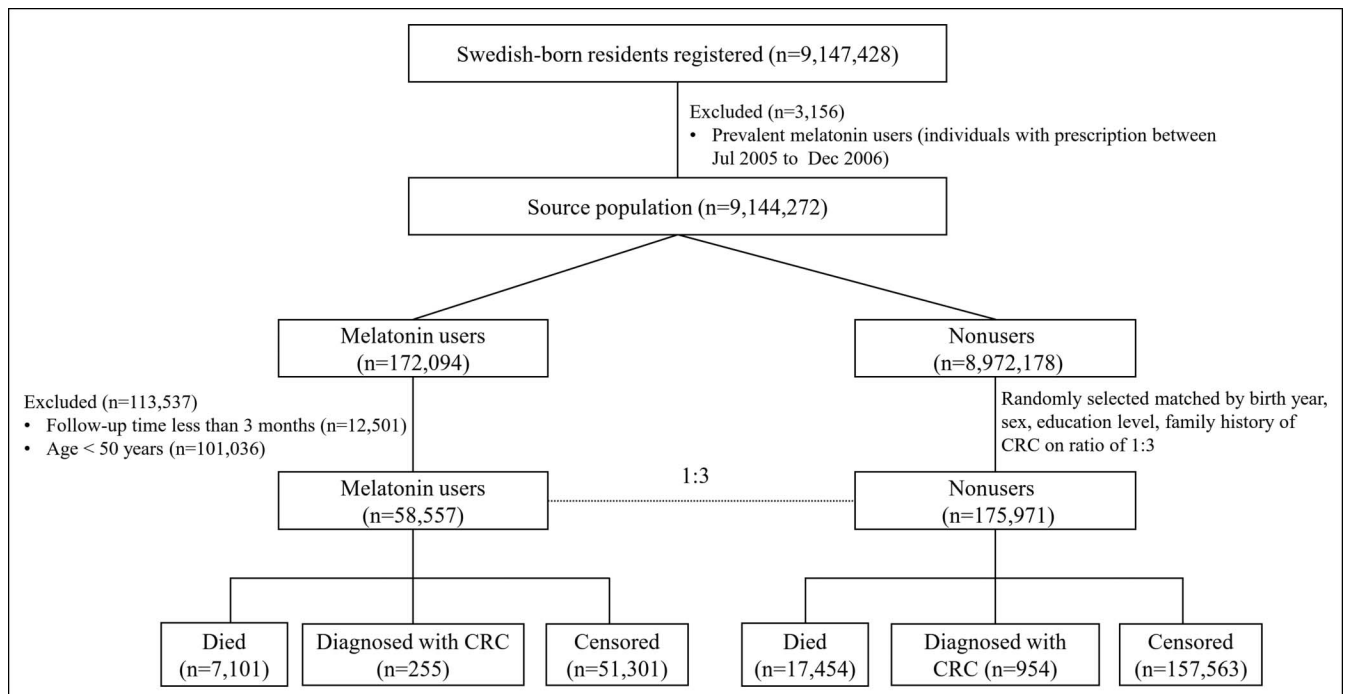 Swedish-born residents registered (n=9,147,428)
Excluded (n=3,156)
• Prevalent melatonin users (individuals with prescription between
Jul 2005 to Dec 2006)
Source population (n=9,144,272)
Melatonin users
(n=172,094)
Nonusers
(n=8,972,178)
Excluded (n=113,537)
• Follow-up time less than 3 months (n=12,501)
• Age < 50 years (n=101,036)
Randomly selected matched by birth year,
sex, education level, family history of
CRC on ratio of 1:3
Melatonin users
(n=58,557)
1:3
Nonusers
(n=175,971)
Died
(n=7,101)
Diagnosed with CRC
(n=255)
Censored
(n=51,301)
Died
(n=17,454)
Diagnosed with
CRC (n=954)
Censored
(n=157,563)